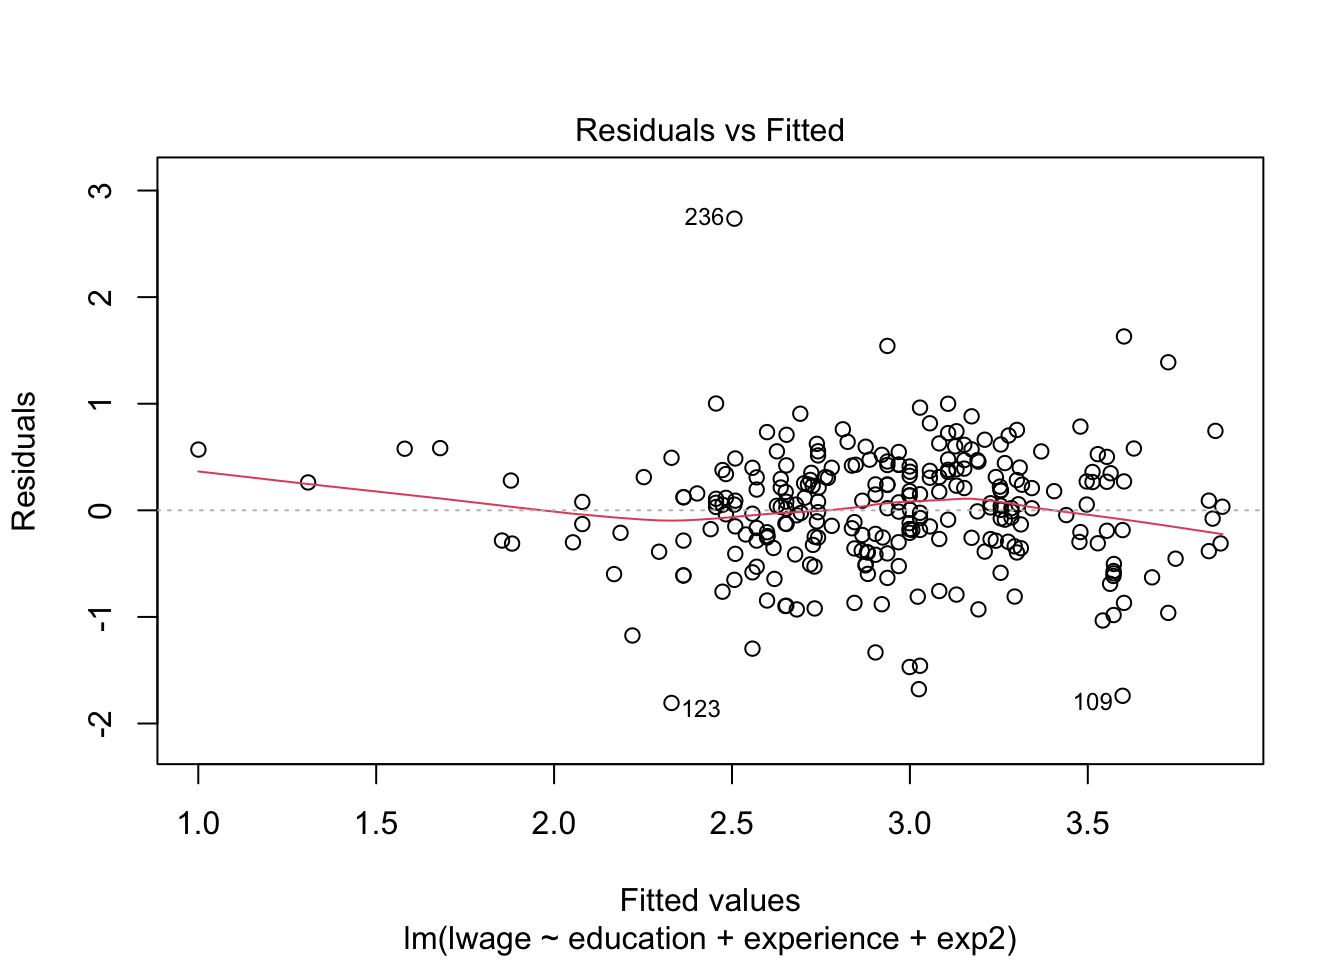 Residuals vs Fitted
3
2
1
0
-1
-2
Residuals
236
123
109
1.0 1.5 2.0 2.5 3.0 3.5
Fitted values
lm(lwage ~ education + experience + exp2)